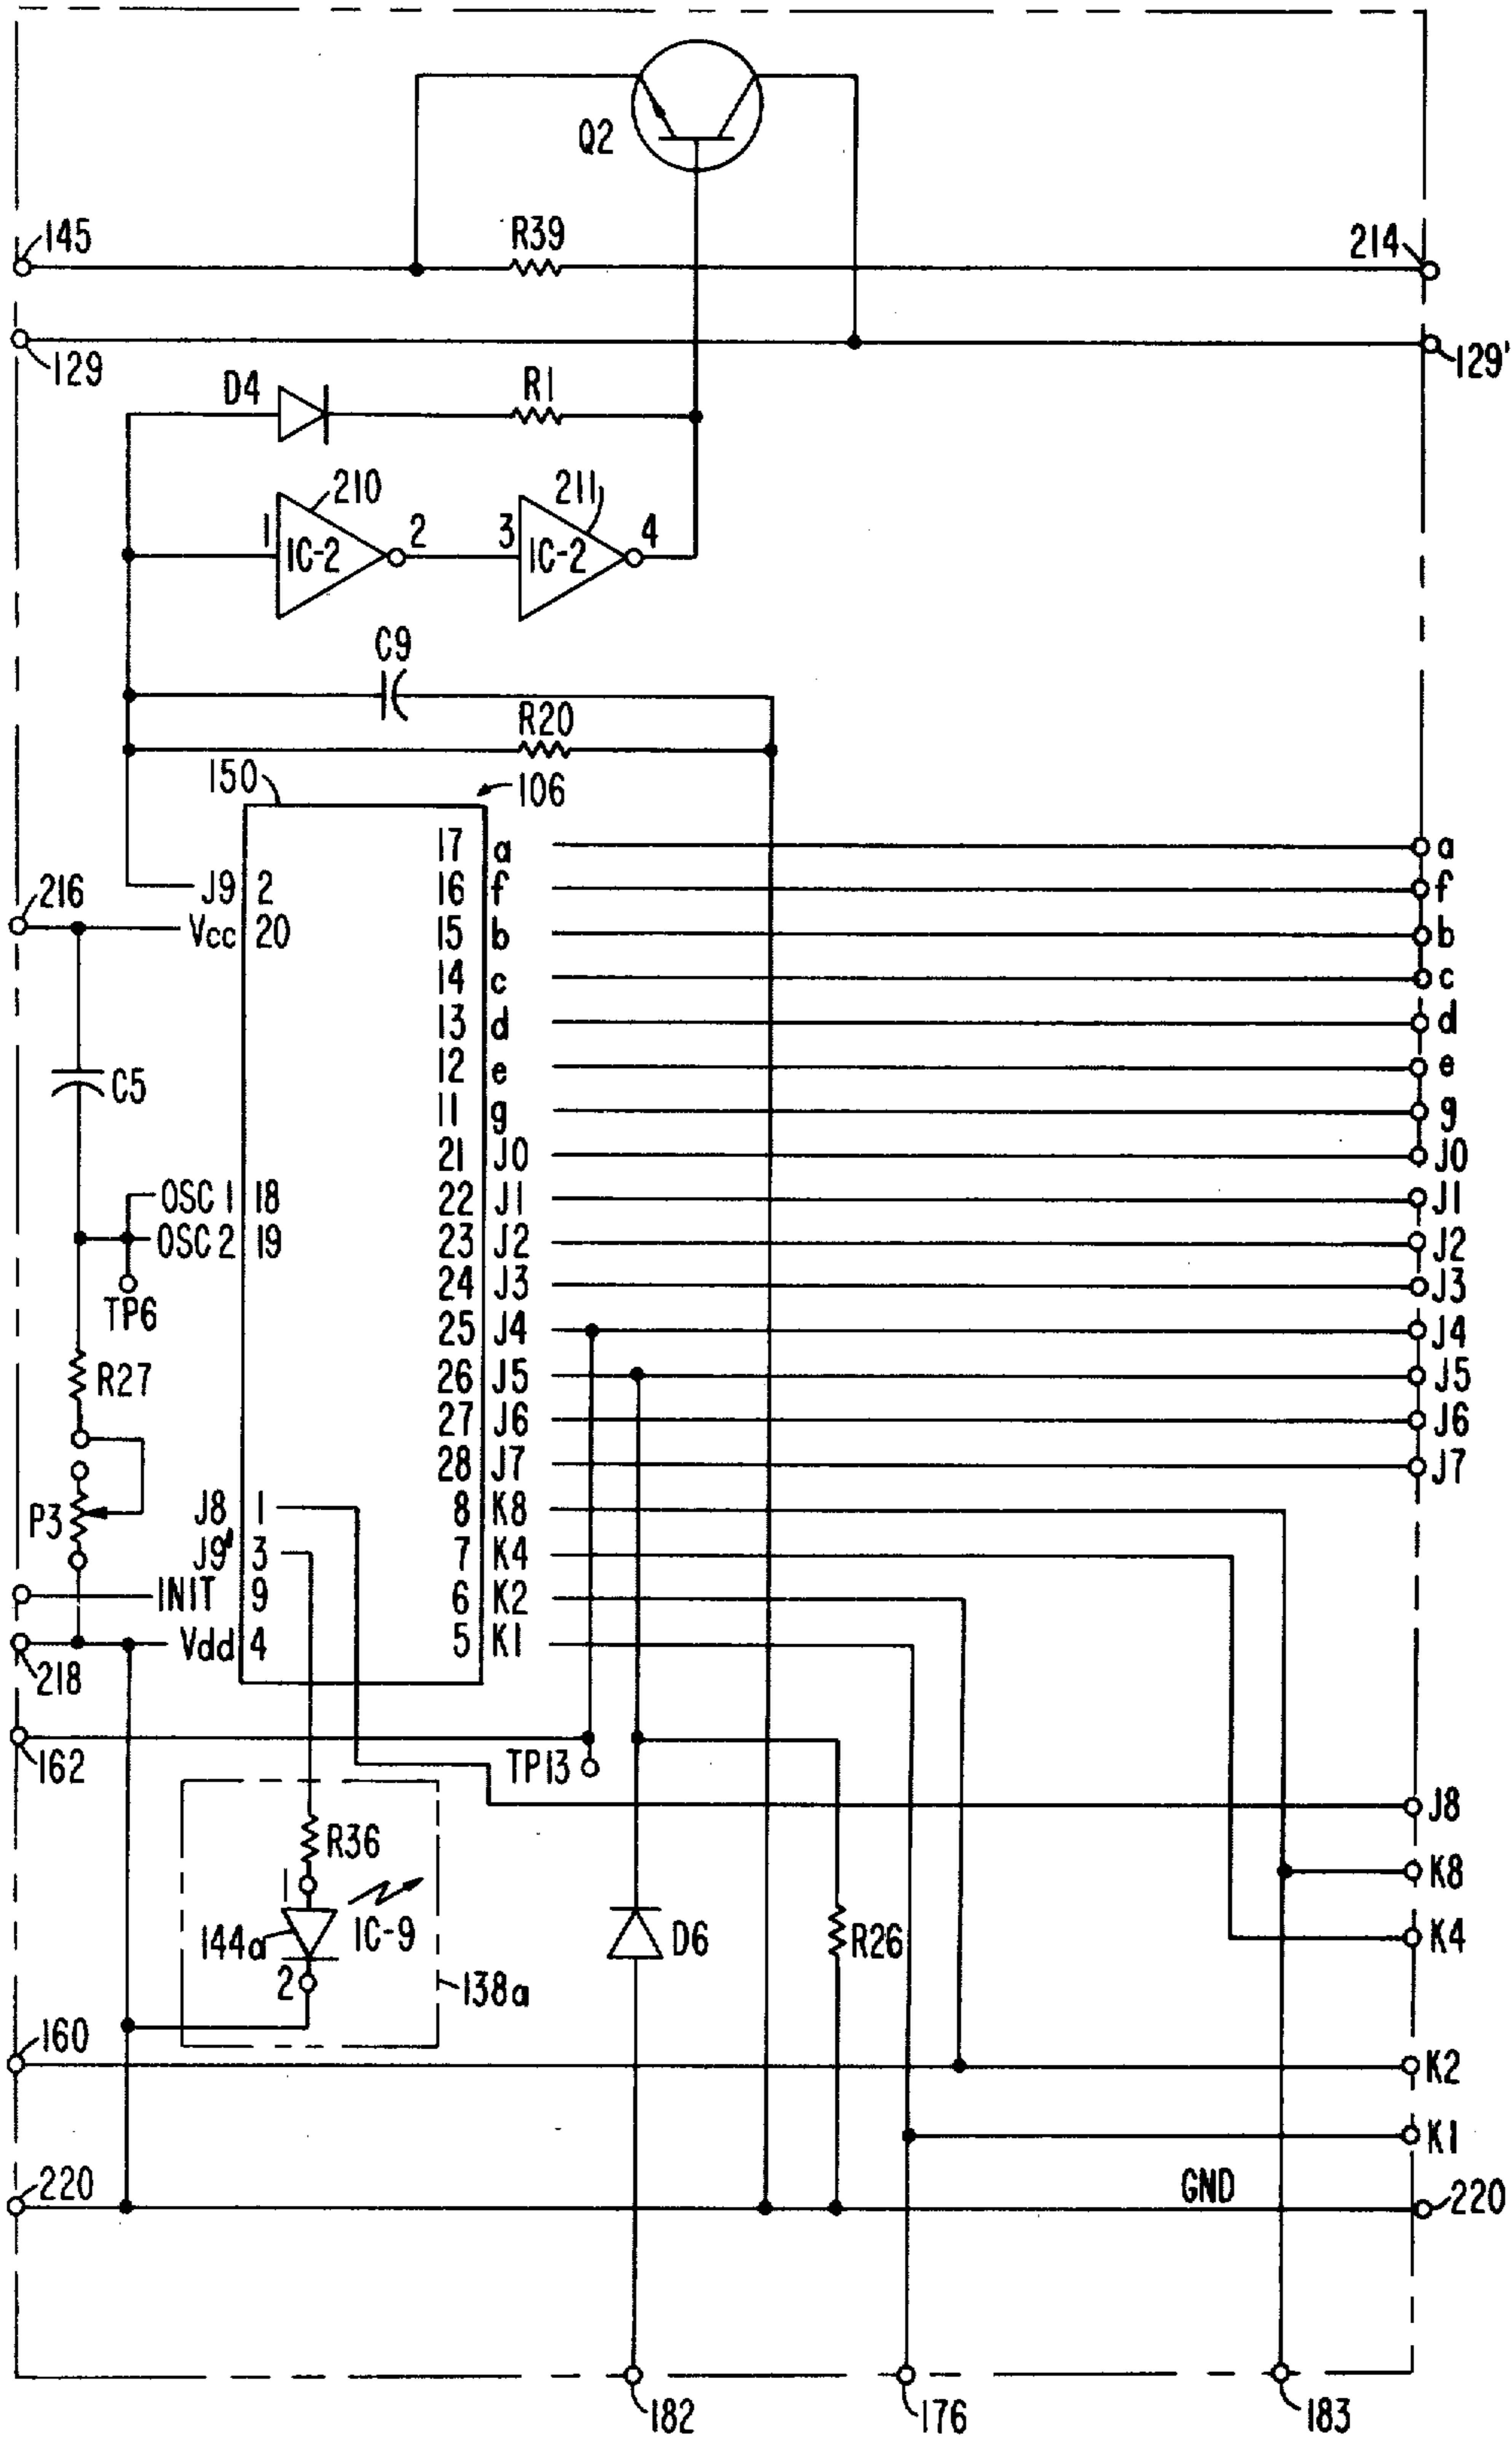 Q2
145
R39
214
129
129'
D4
R1
210
211
1
IC-2
2
3
IC-2
4
C9
R20
150
106
17 a
a
J9 2
16 f
f
216
Vcc 20
15 b
b
14 c
c
13 d
d
C5
12 e
e
11 g
g
21 J0
J0
OSC 1 18
22 J1
J1
OSC 2 19
23 J2
J2
TP6
24 J3
J3
25 J4
J4
R27
26 J5
J5
27 J6
J6
28 J7
J7
P3
J8 1
8 K8
J9' 3
7 K4
INIT 9
6 K2
Vdd 4
5 K1
218
162
TP13
J8
R36
K8
1
144a
IC-9
D6
R26
K4
2
138a
160
K2
K1
220
GND
220
182
176
183